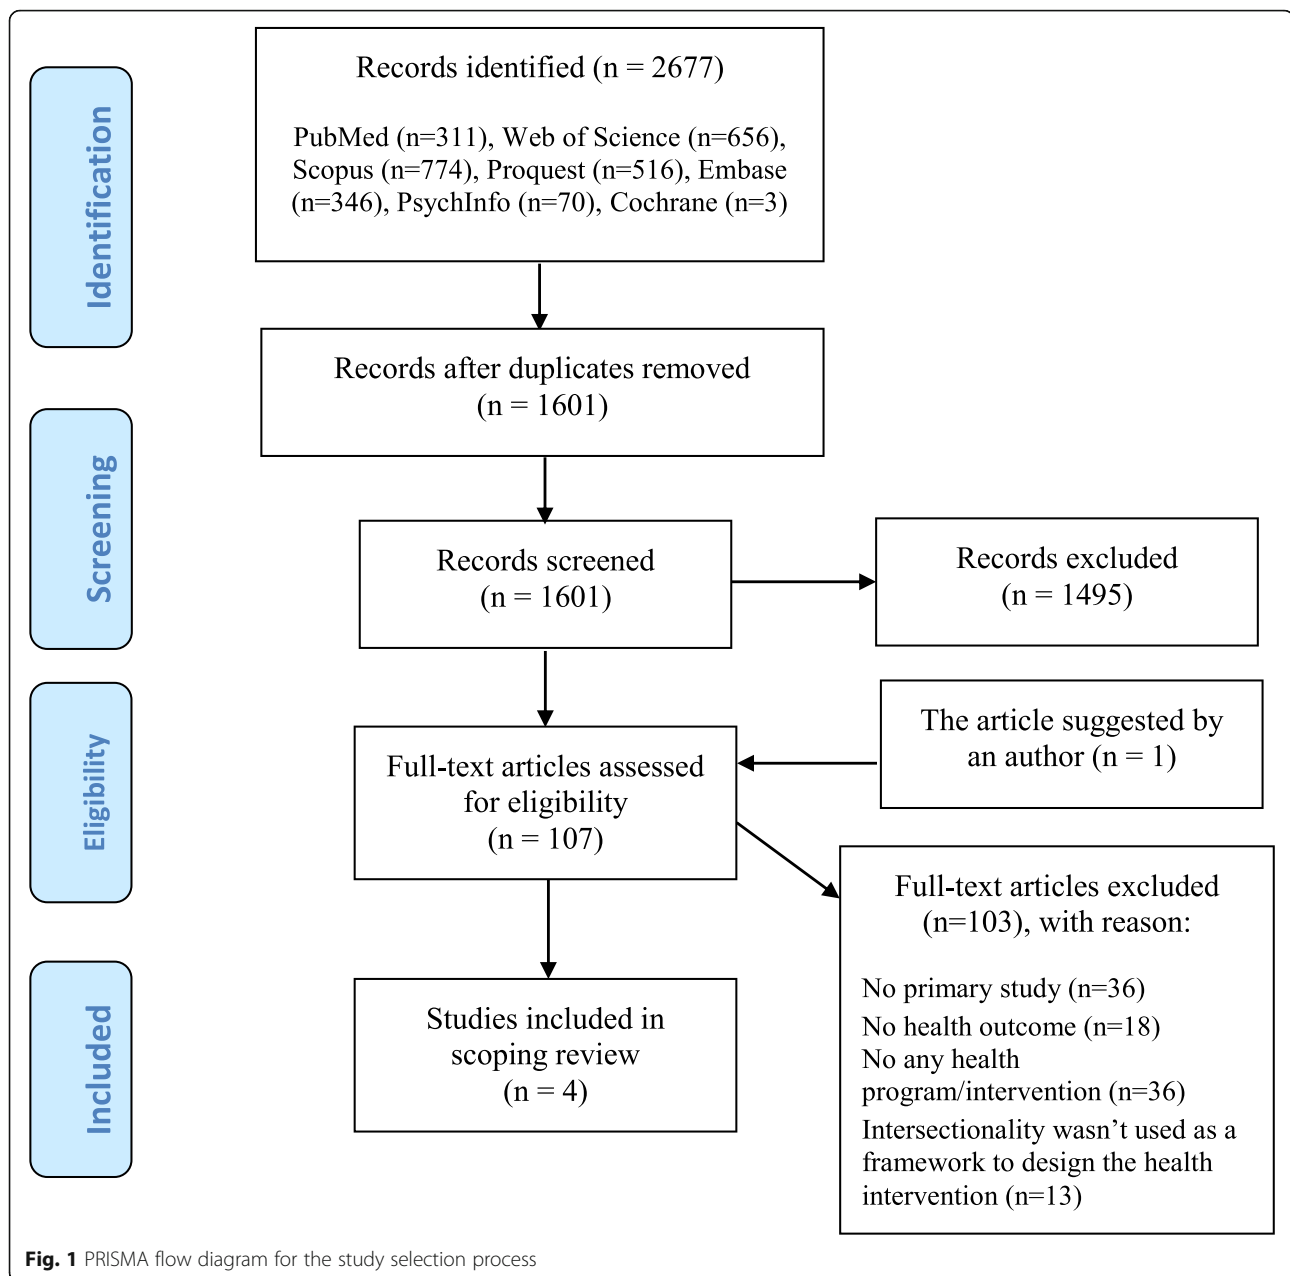 Identification
Records identified (n = 2677)
PubMed (n=311), Web of Science (n=656),
Scopus (n=774), Proquest (n=516), Embase
(n=346), PsychInfo (n=70), Cochrane (n=3)
Records after duplicates removed
(n = 1601)
Screening
Records screened
(n = 1601)
Records excluded
(n = 1495)
Eligibility
The article suggested by
an author (n = 1)
Full-text articles assessed
for eligibility
(n = 107)
Full-text articles excluded
(n=103), with reason:
No primary study (n=36)
No health outcome (n=18)
No any health
program/intervention (n=36)
Intersectionality wasn't used as a
framework to design the health
intervention (n=13)
Included
Studies included in
scoping review
(n = 4)
Fig. 1 PRISMA flow diagram for the study selection process